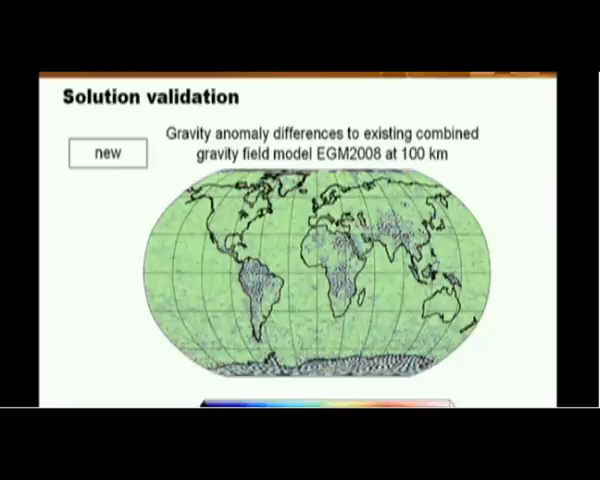 Solution validation
new
Gravity anomaly differences to existing combined
gravity field model EGM2008 at 100 km